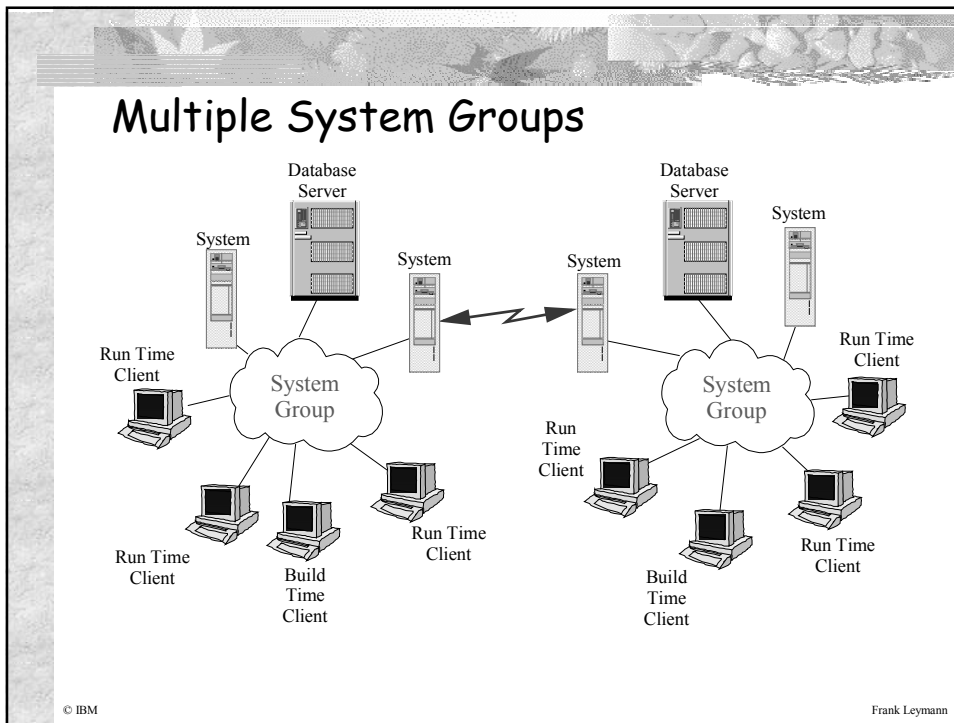 Multiple System Groups
Database
Server
System
System
Run Time
Client
System
Group
Run Time
Client
Build
Time
Client
Run Time
Client
Database
Server
System
System
Run Time
Client
System
Group
Run
Time
Client
Build
Time
Client
Run Time
Client
© IBM
Frank Leymann